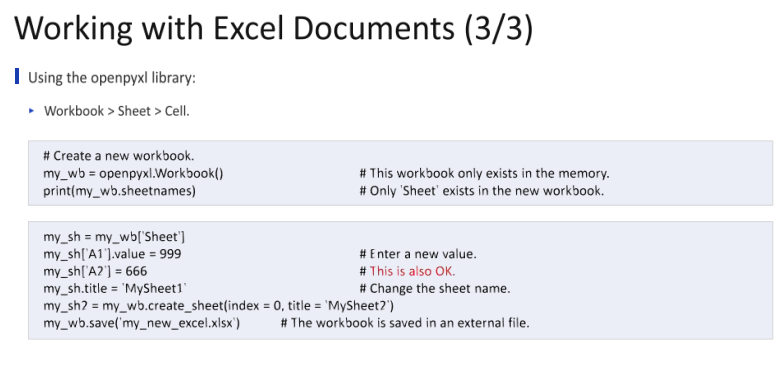 Working with Excel Documents (3/3)
Using the openpyxl library:
Workbook > Sheet > Cell.
# Create a new workbook.
my_wb = openpyxl.Workbook() # This workbook only exists in the memory.
print(my_wb.sheetnames) # Only 'Sheet' exists in the new workbook.
my_sh = my_wb['Sheet']
my_sh['A1'].value = 999 # Enter a new value.
my_sh['A2'] = 666 # This is also OK.
my_sh.title = 'MySheet1' # Change the sheet name.
my_sh2 = my_wb.create_sheet(index = 0, title = 'MySheet2')
my_wb.save('my_new_excel.xlsx') # The workbook is saved in an external file.